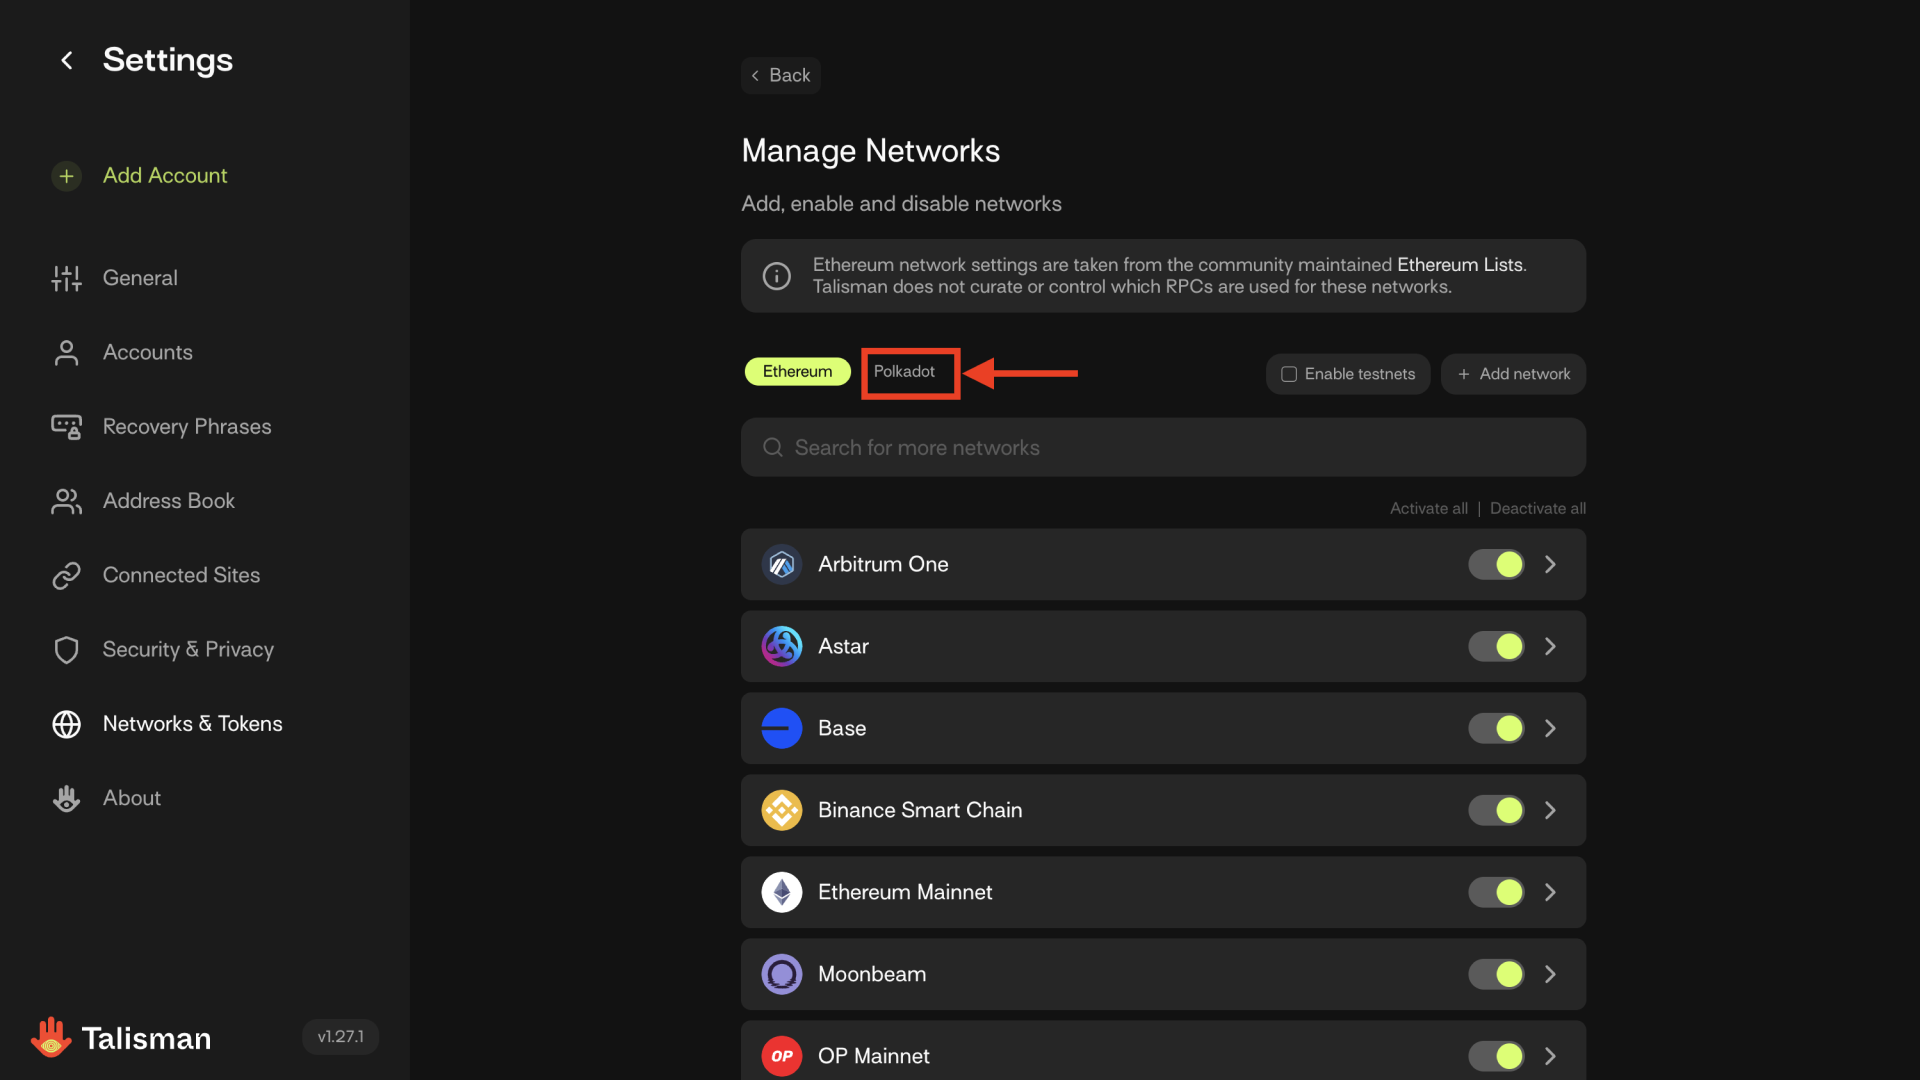 Settings
Add Account
General
Accounts
Recovery Phrases
Address Book
Connected Sites
Security & Privacy
Networks & Tokens
About
Talisman
v1.27.1
Back
Manage Networks
Add, enable and disable networks
Ethereum network settings are taken from the community maintained Ethereum Lists.
Talisman does not curate or control which RPCs are used for these networks.
Ethereum
Polkadot
Enable testnets
+ Add network
Search for more networks
Activate all | Deactivate all
Arbitrum One
Astar
Base
Binance Smart Chain
Ethereum Mainnet
Moonbeam
OP OP Mainnet